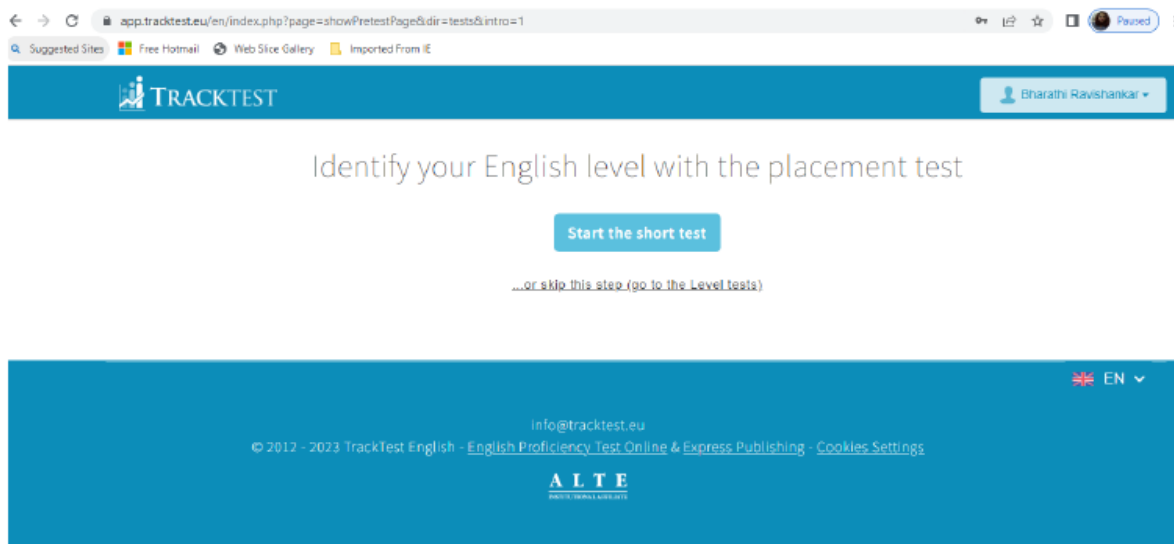 app.tracktest.eu/en/index.php?page=showPretestPage&dir=tests&intro=1
Paused
Suggested Sites Free Hotmail Web Slice Gallery Imported From IE
TRACKTEST
Bharathi Ravishankar
Identify your English level with the placement test
Start the short test
...or skip this step (go to the Level tests)
EN
info@tracktest.eu
© 2012 - 2023 TrackTest English - English Proficiency Test Online & Express Publishing - Cookies Settings
ALTE